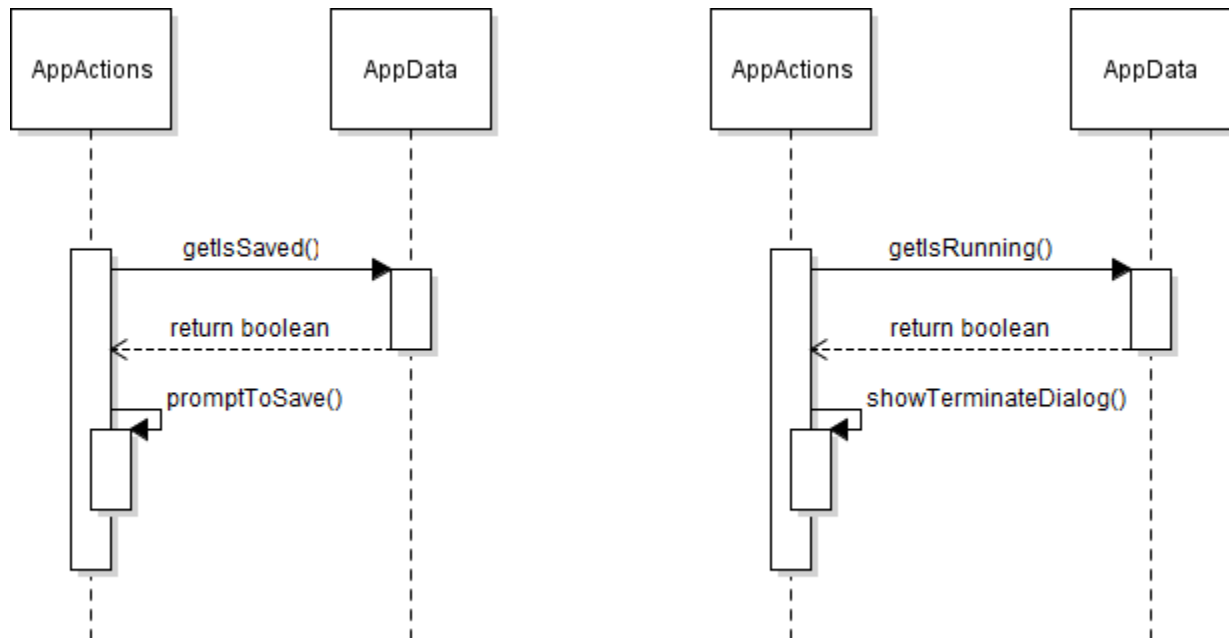 AppActions
AppData
getIsSaved()
return boolean
promptToSave()
AppActions
AppData
getIsRunning()
return boolean
showTerminateDialog()